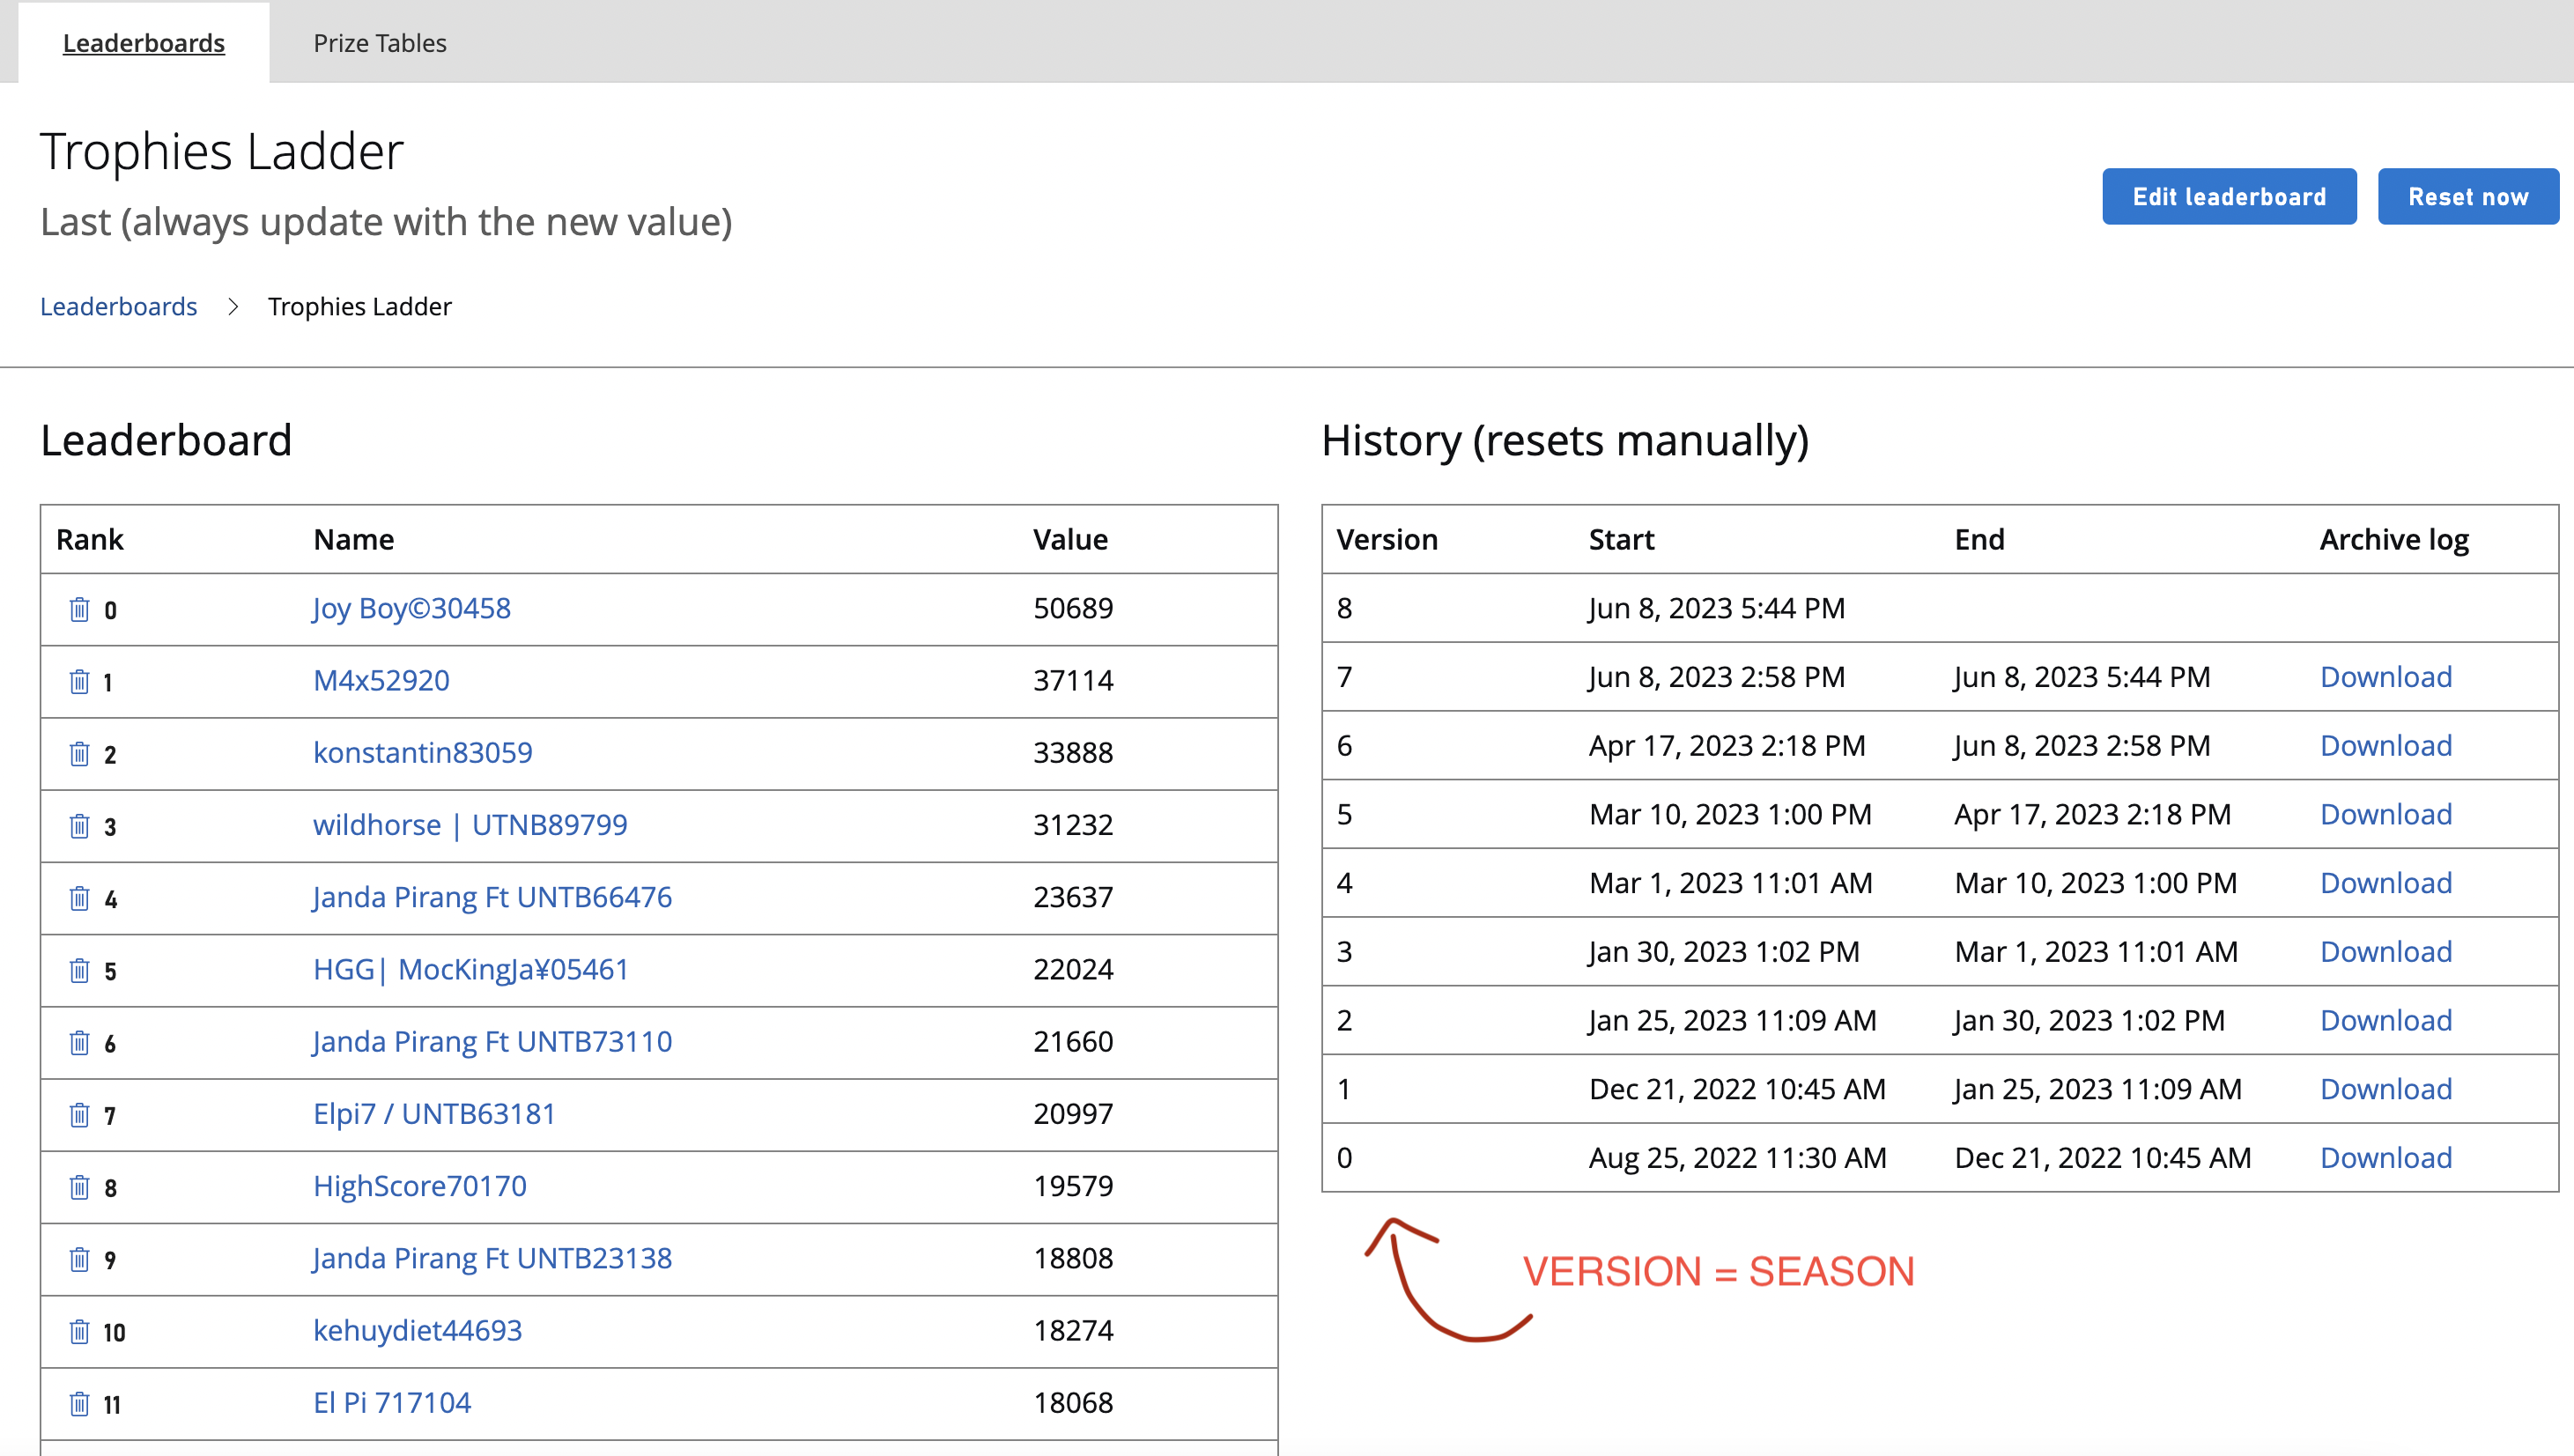 Leaderboards Prize Tables
Trophies Ladder
Last (always update with the new value)
Edit leaderboard Reset now
Leaderboards > Trophies Ladder
Leaderboard
Rank Name Value
0 Joy Boy©30458 50689
1 M4x52920 37114
2 konstantin83059 33888
3 wildhorse | UTNB89799 31232
4 Janda Pirang Ft UNTB66476 23637
5 HGG| MocKingJa¥05461 22024
6 Janda Pirang Ft UNTB73110 21660
7 Elpi7 / UNTB63181 20997
8 HighScore70170 19579
9 Janda Pirang Ft UNTB23138 18808
10 kehuydiet44693 18274
11 El Pi 717104 18068
History (resets manually)
Version Start End Archive log
8 Jun 8, 2023 5:44 PM
7 Jun 8, 2023 2:58 PM Jun 8, 2023 5:44 PM Download
6 Apr 17, 2023 2:18 PM Jun 8, 2023 2:58 PM Download
5 Mar 10, 2023 1:00 PM Apr 17, 2023 2:18 PM Download
4 Mar 1, 2023 11:01 AM Mar 10, 2023 1:00 PM Download
3 Jan 30, 2023 1:02 PM Mar 1, 2023 11:01 AM Download
2 Jan 25, 2023 11:09 AM Jan 30, 2023 1:02 PM Download
1 Dec 21, 2022 10:45 AM Jan 25, 2023 11:09 AM Download
0 Aug 25, 2022 11:30 AM Dec 21, 2022 10:45 AM Download
VERSION = SEASON